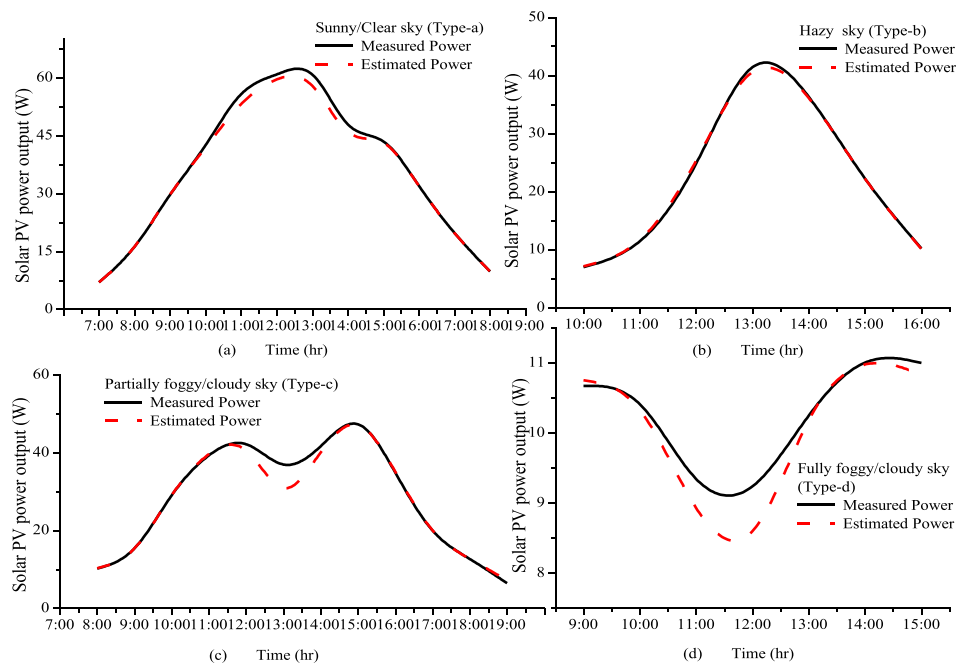 Sunny/Clear sky (Type-a)
Measured Power
Estimated Power
Solar PV power output (W)
60
45
30
15
0
7:00 8:00 9:00 10:00 11:00 12:00 13:00 14:00 15:00 16:00 17:00 18:00 19:00
(a) Time (hr)
Hazy sky (Type-b)
Measured Power
Estimated Power
Solar PV power output (W)
50
40
30
20
10
0
10:00 11:00 12:00 13:00 14:00 15:00 16:00
(b) Time (hr)
Partially foggy/cloudy sky (Type-c)
Measured Power
Estimated Power
Solar PV power output (W)
60
40
20
0
7:00 8:00 9:00 10:00 11:00 12:00 13:00 14:00 15:00 16:00 17:00 18:00 19:00
(c) Time (hr)
Fully foggy/cloudy sky
(Type-d)
Measured Power
Estimated Power
Solar PV power output (W)
11
10
9
8
9:00 10:00 11:00 12:00 13:00 14:00 15:00
(d) Time (hr)